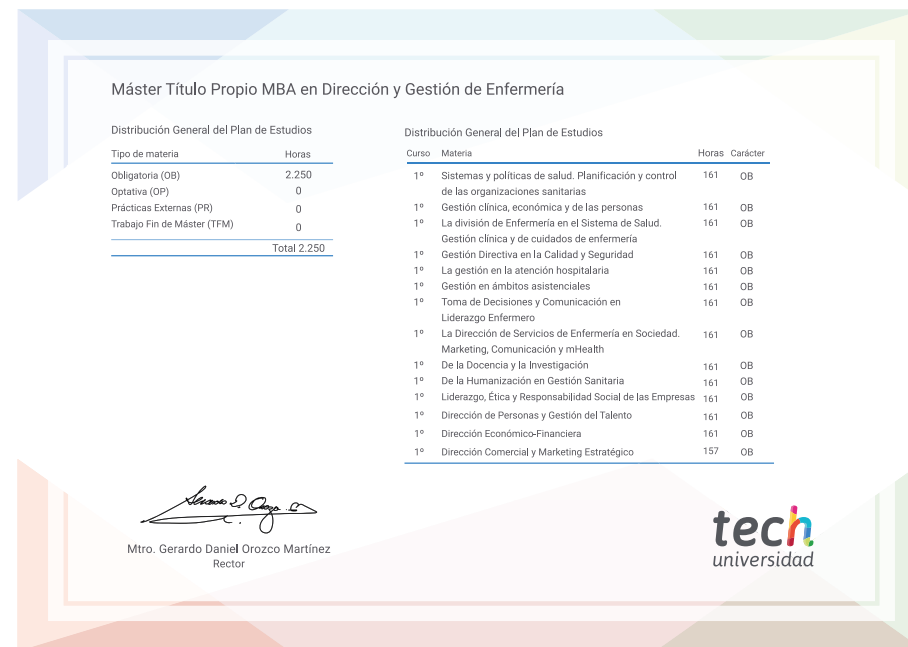 Máster Título Propio MBA en Dirección y Gestión de Enfermería
Distribución General del Plan de Estudios
Tipo de materia Horas
Obligatoria (OB) 2.250
Optativa (OP) 0
Prácticas Externas (PR) 0
Trabajo Fin de Máster (TFM) 0
Total 2.250
Distribución General del Plan de Estudios
Curso Materia Horas Carácter
1º Sistemas y políticas de salud. Planificación y control 161 OB
de las organizaciones sanitarias
1º Gestión clínica, económica y de las personas 161 OB
1º La división de Enfermería en el Sistema de Salud. 161 OB
Gestión clínica y de cuidados de enfermería
1º Gestión Directiva en la Calidad y Seguridad 161 OB
1º La gestión en la atención hospitalaria 161 OB
1º Gestión en ámbitos asistenciales 161 OB
1º Toma de Decisiones y Comunicación en 161 OB
Liderazgo Enfermero
1º La Dirección de Servicios de Enfermería en Sociedad. 161 OB
Marketing, Comunicación y mHealth
1º De la Docencia y la Investigación 161 OB
1º De la Humanización en Gestión Sanitaria 161 OB
1º Liderazgo, Ética y Responsabilidad Social de las Empresas 161 OB
1º Dirección de Personas y Gestión del Talento 161 OB
1º Dirección Económico-Financiera 161 OB
1º Dirección Comercial y Marketing Estratégico 157 OB
Mtro. Gerardo Daniel Orozco Martínez
Rector
tech
universidad